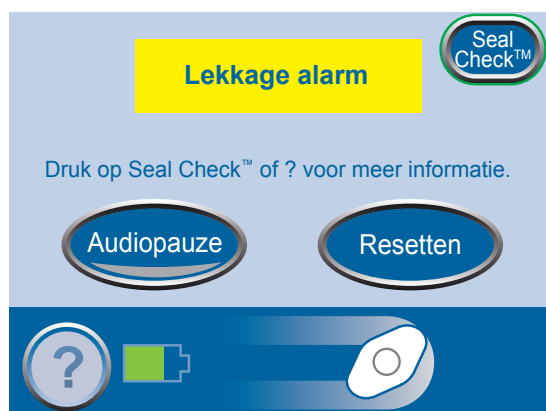 Seal
Check™
Lekkage alarm
Druk op Seal Check™ of ? voor meer informatie.
Audiopauze
Resetten
?